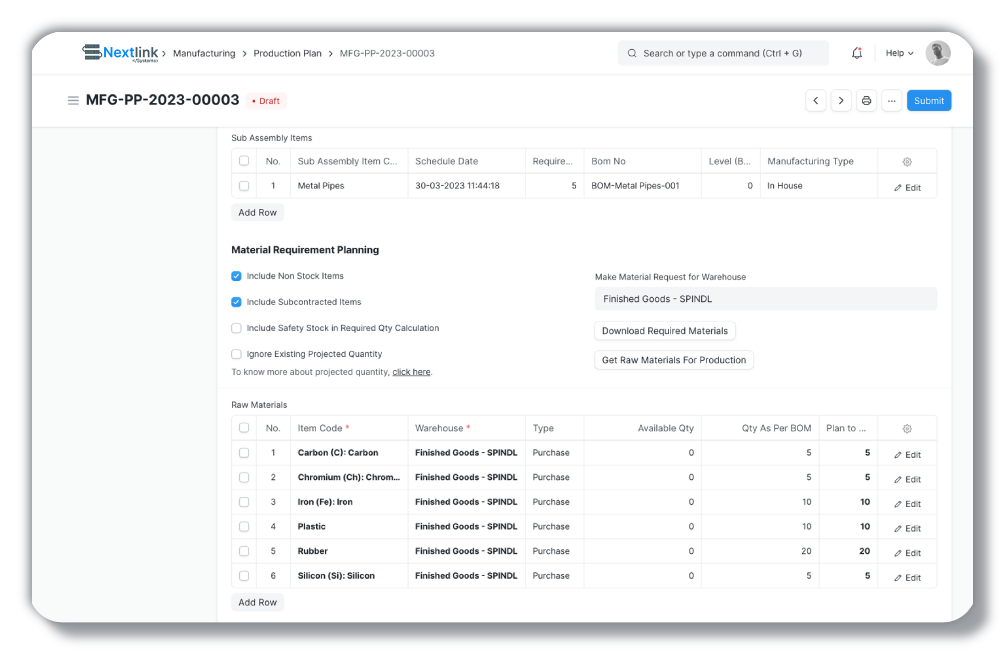 Nextlink > Manufacturing > Production Plan > MFG-PP-2023-00003 Search or type a command (Ctrl + G) Help
</Systems>
MFG-PP-2023-00003 • Draft ... Submit
Sub Assembly Items
No. Sub Assembly Item C... Schedule Date Require... Bom No Level (B... Manufacturing Type
1 Metal Pipes 30-03-2023 11:44:18 5 BOM-Metal Pipes-001 0 In House Edit
Add Row
Material Requirement Planning
Include Non Stock Items
Make Material Request for Warehouse
Include Subcontracted Items
Finished Goods - SPINDL
Include Safety Stock in Required Qty Calculation
Download Required Materials
Ignore Existing Projected Quantity
Get Raw Materials For Production
To know more about projected quantity, click here.
Raw Materials
No. Item Code * Warehouse * Type Available Qty Qty As Per BOM Plan to ...
1 Carbon (C): Carbon Finished Goods - SPINDL Purchase 0 5 5 Edit
2 Chromium (Ch): Chrom... Finished Goods - SPINDL Purchase 0 5 5 Edit
3 Iron (Fe): Iron Finished Goods - SPINDL Purchase 0 10 10 Edit
4 Plastic Finished Goods - SPINDL Purchase 0 10 10 Edit
5 Rubber Finished Goods - SPINDL Purchase 0 20 20 Edit
6 Silicon (Si): Silicon Finished Goods - SPINDL Purchase 0 5 5 Edit
Add Row